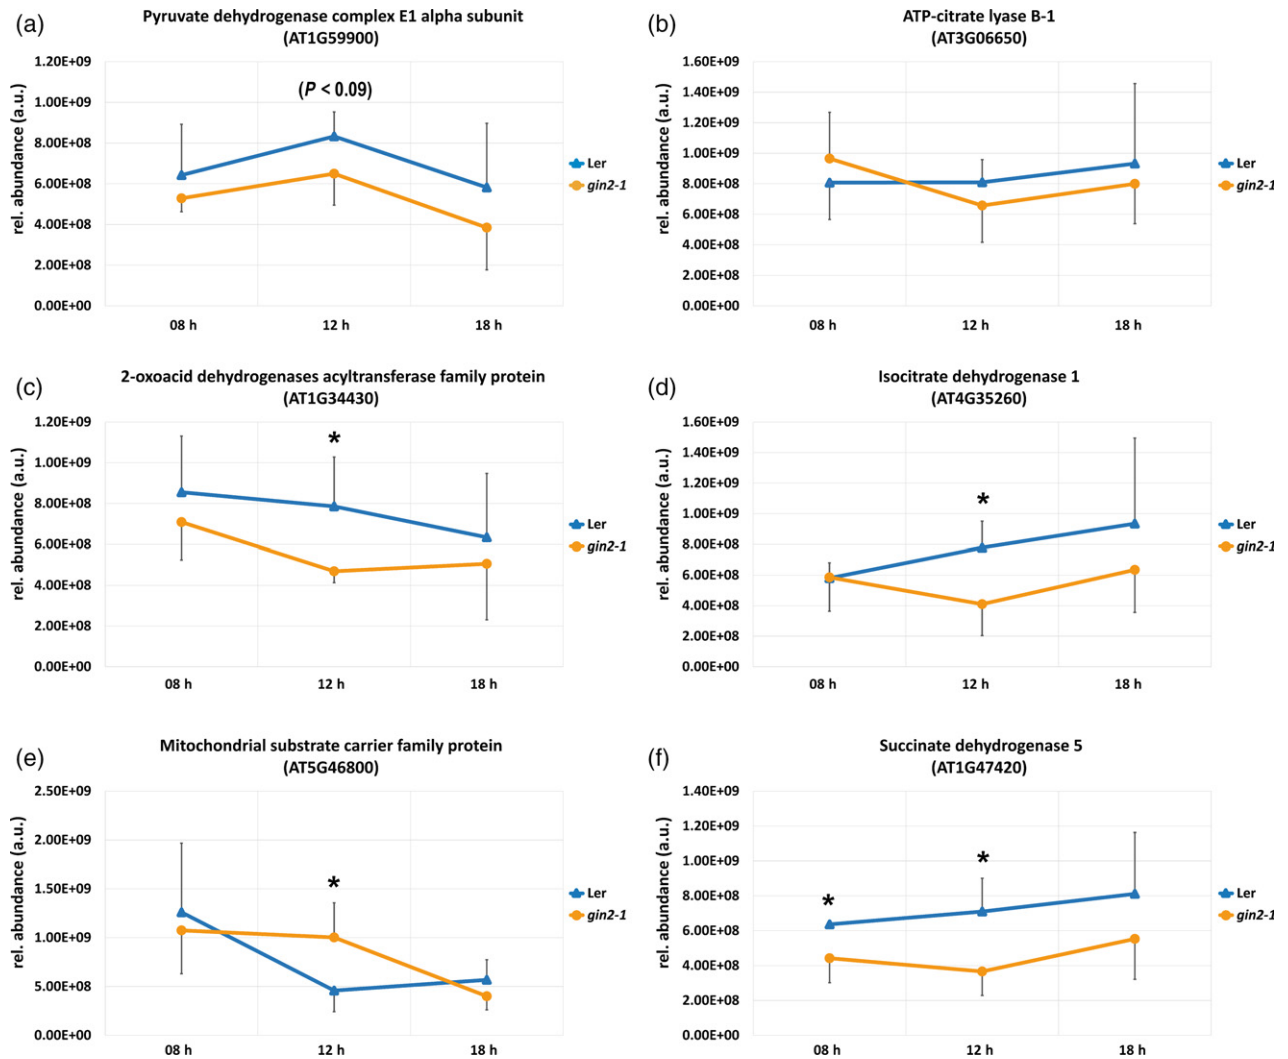 (a)
Pyruvate dehydrogenase complex E1 alpha subunit
(AT1G59900)
rel. abundance (a.u.)
1.20E+09
1.00E+09
8.00E+08
6.00E+08
4.00E+08
2.00E+08
0.00E+00
(P < 0.09)
08 h
12 h
18 h
Ler
gin2-1
(b)
ATP-citrate lyase B-1
(AT3G06650)
rel. abundance (a.u.)
1.60E+09
1.40E+09
1.20E+09
1.00E+09
8.00E+08
6.00E+08
4.00E+08
2.00E+08
0.00E+00
08 h
12 h
18 h
Ler
gin2-1
(c)
2-oxoacid dehydrogenases acyltransferase family protein
(AT1G34430)
rel. abundance (a.u.)
1.20E+09
1.00E+09
8.00E+08
6.00E+08
4.00E+08
2.00E+08
0.00E+00
*
08 h
12 h
18 h
Ler
gin2-1
(d)
Isocitrate dehydrogenase 1
(AT4G35260)
rel. abundance (a.u.)
1.60E+09
1.40E+09
1.20E+09
1.00E+09
8.00E+08
6.00E+08
4.00E+08
2.00E+08
0.00E+00
*
08 h
12 h
18 h
Ler
gin2-1
(e)
Mitochondrial substrate carrier family protein
(AT5G46800)
rel. abundance (a.u.)
2.50E+09
2.00E+09
1.50E+09
1.00E+09
5.00E+08
0.00E+00
*
08 h
12 h
18 h
Ler
gin2-1
(f)
Succinate dehydrogenase 5
(AT1G47420)
rel. abundance (a.u.)
1.40E+09
1.20E+09
1.00E+09
8.00E+08
6.00E+08
4.00E+08
2.00E+08
0.00E+00
*
*
08 h
12 h
18 h
Ler
gin2-1